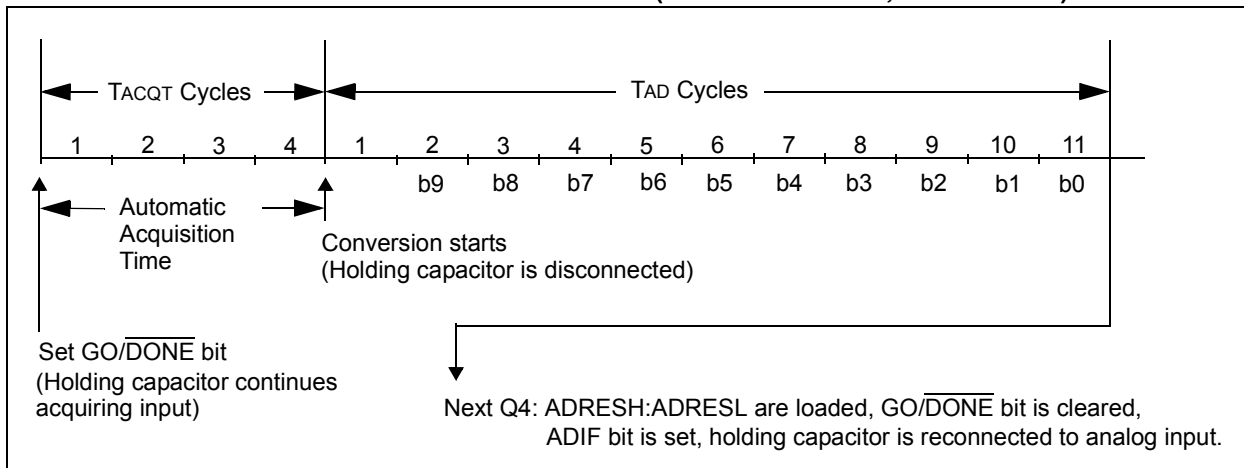 TACQT Cycles TAD Cycles
1 2 3 4 1 2 3 4 5 6 7 8 9 10 11
b9 b8 b7 b6 b5 b4 b3 b2 b1 b0
Automatic
Acquisition
Time
Conversion starts
(Holding capacitor is disconnected)
Set GO/DONE bit
(Holding capacitor continues
acquiring input)
Next Q4: ADRESH:ADRESL are loaded, GO/DONE bit is cleared,
ADIF bit is set, holding capacitor is reconnected to analog input.